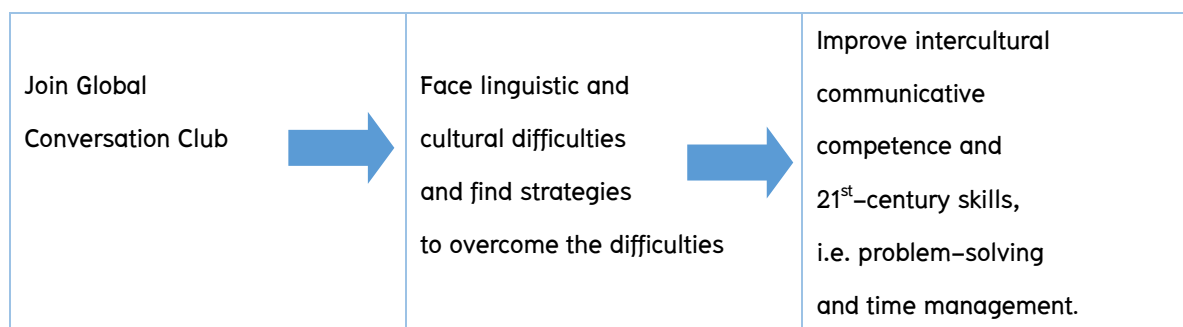 Join Global
Conversation Club
Face linguistic and
cultural difficulties
and find strategies
to overcome the difficulties
Improve intercultural
communicative
competence and
21st-century skills,
i.e. problem-solving
and time management.